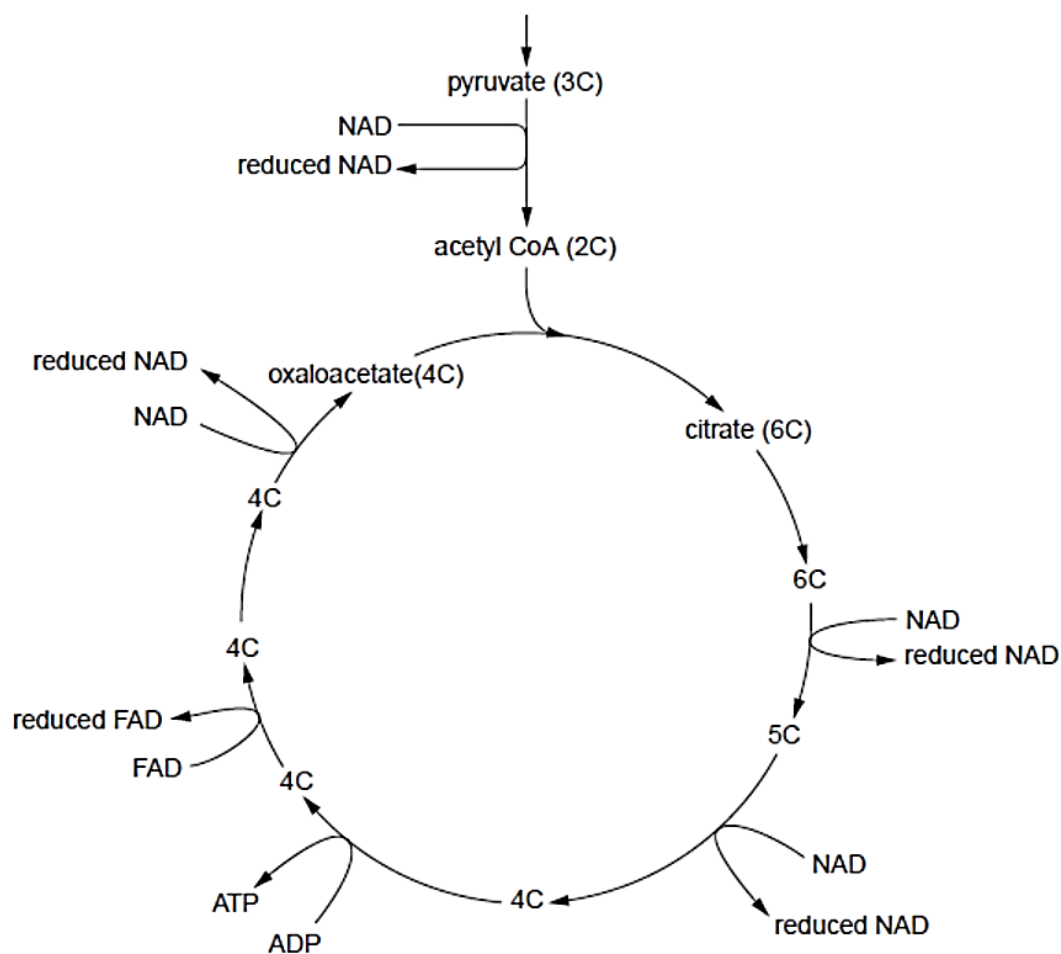 pyruvate (3C)
NAD
reduced NAD
acetyl CoA (2C)
reduced NAD
oxaloacetate(4C)
NAD
citrate (6C)
4C
6C
NAD
reduced NAD
4C
reduced FAD
5C
FAD
4C
NAD
ATP
4C
reduced NAD
ADP